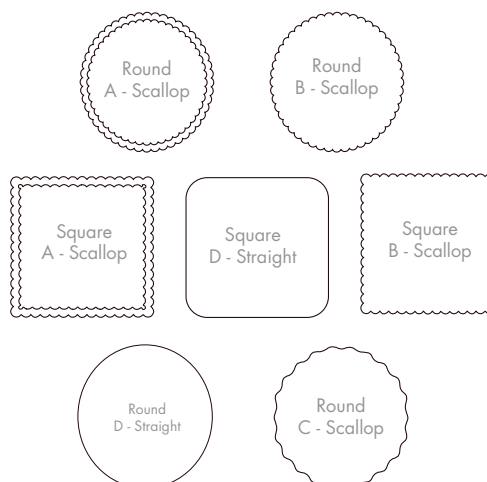 Round
A - Scallop
Round
B - Scallop
Square
A - Scallop
Square
D - Straight
Square
B - Scallop
Round
D - Straight
Round
C - Scallop